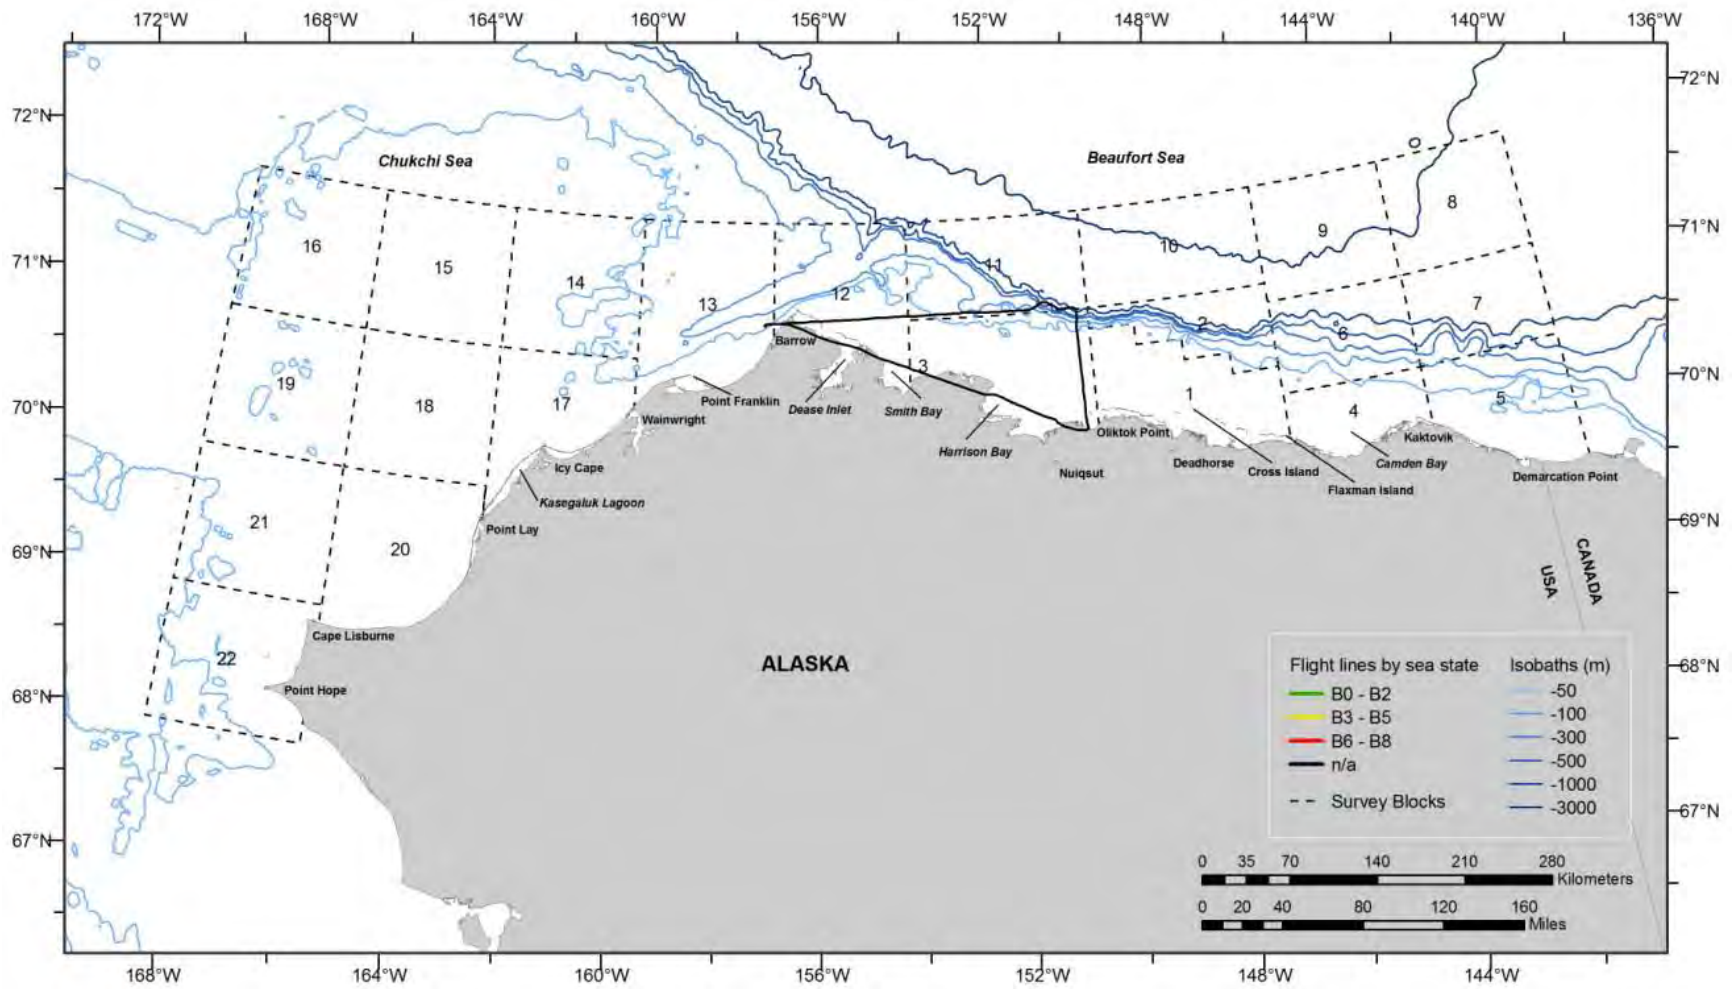 172°W 168°W 164°W 160°W 156°W 152°W 148°W 144°W 140°W 136°W
72°N
72°N
Chukchi Sea
Beaufort Sea
8
9
16
15
10
71°N
71°N
14
11
12
13
7
2
6
Barrow
70°N
70°N
19
18
17
3
Point Franklin
Dease Inlet
Smith Bay
1
4
5
Wainwright
Harrison Bay
Oliktok Point
Kaktovik
Nuiqsut
Deadhorse
Cross Island
Camden Bay
Flaxman Island
Demarcation Point
Icy Cape
Kasegaluk Lagoon
21
20
Point Lay
69°N
69°N
USA
CANADA
Cape Lisburne
22
Point Hope
ALASKA
68°N
68°N
67°N
67°N
Flight lines by sea state
B0 - B2
B3 - B5
B6 - B8
n/a
Survey Blocks
Isobaths (m)
-50
-100
-300
-500
-1000
-3000
0 35 70 140 210 280
Kilometers
0 20 40 80 120 160
Miles
168°W 164°W 160°W 156°W 152°W 148°W 144°W